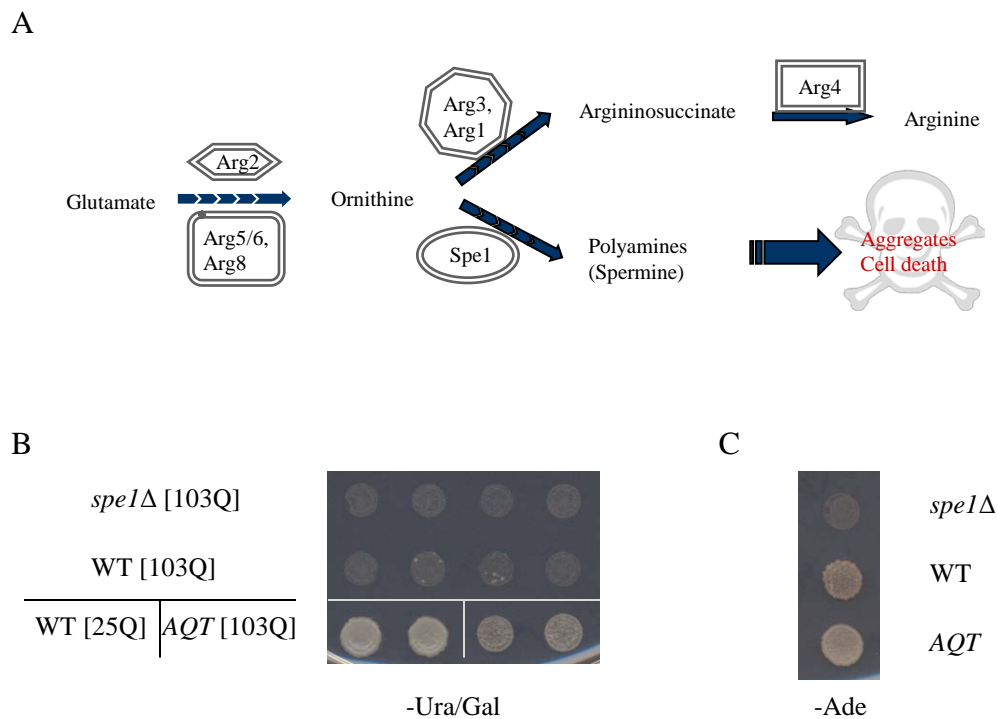 A
Glutamate
Arg2
Arg5/6,
Arg8
Ornithine
Arg3,
Arg1
Spe1
Argininosuccinate
Polyamines
(Spermine)
Arg4
Arginine
Aggregates
Cell death
B
spe1Δ [103Q]
WT [103Q]
WT [25Q] AQT [103Q]
-Ura/Gal
C
spe1Δ
WT
AQT
-Ade